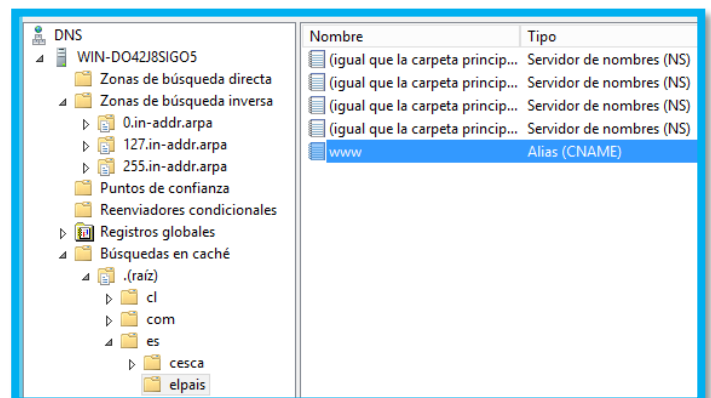 DNS
WIN-DO42J8SIGO5
Zonas de búsqueda directa
Zonas de búsqueda inversa
0.in-addr.arpa
127.in-addr.arpa
255.in-addr.arpa
Puntos de confianza
Reenviadores condicionales
Registros globales
Búsquedas en caché
.(raíz)
cl
com
es
cesca
elpais
Nombre Tipo
(igual que la carpeta princip... Servidor de nombres (NS)
(igual que la carpeta princip... Servidor de nombres (NS)
(igual que la carpeta princip... Servidor de nombres (NS)
(igual que la carpeta princip... Servidor de nombres (NS)
www Alias (CNAME)